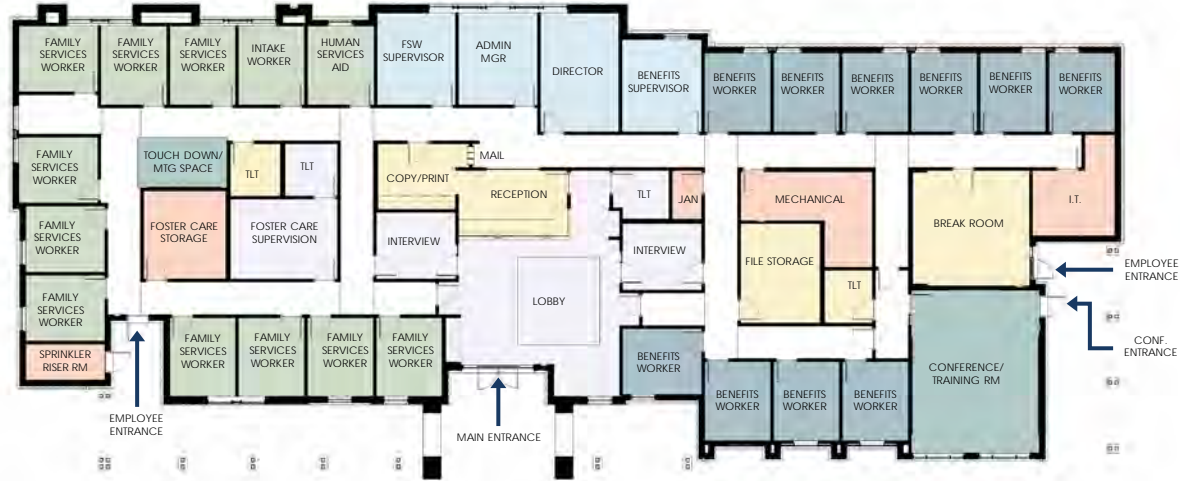 FAMILY
SERVICES
WORKER
FAMILY
SERVICES
WORKER
FAMILY
SERVICES
WORKER
INTAKE
WORKER
HUMAN
SERVICES
AID
FSW
SUPERVISOR
ADMIN
MGR
DIRECTOR
BENEFITS
SUPERVISOR
BENEFITS
WORKER
BENEFITS
WORKER
BENEFITS
WORKER
BENEFITS
WORKER
BENEFITS
WORKER
BENEFITS
WORKER
FAMILY
SERVICES
WORKER
TOUCH DOWN/
MTG SPACE
TLT
TLT
COPY/PRINT
MAIL
RECEPTION
TLT
JAN
MECHANICAL
BREAK ROOM
I.T.
FAMILY
SERVICES
WORKER
FOSTER CARE
STORAGE
FOSTER CARE
SUPERVISION
INTERVIEW
INTERVIEW
FILE STORAGE
TLT
EMPLOYEE
ENTRANCE
FAMILY
SERVICES
WORKER
LOBBY
CONF.
ENTRANCE
SPRINKLER
RISER RM
FAMILY
SERVICES
WORKER
FAMILY
SERVICES
WORKER
FAMILY
SERVICES
WORKER
FAMILY
SERVICES
WORKER
BENEFITS
WORKER
CONFERENCE/
TRAINING RM
BENEFITS
WORKER
BENEFITS
WORKER
BENEFITS
WORKER
EMPLOYEE
ENTRANCE
MAIN ENTRANCE